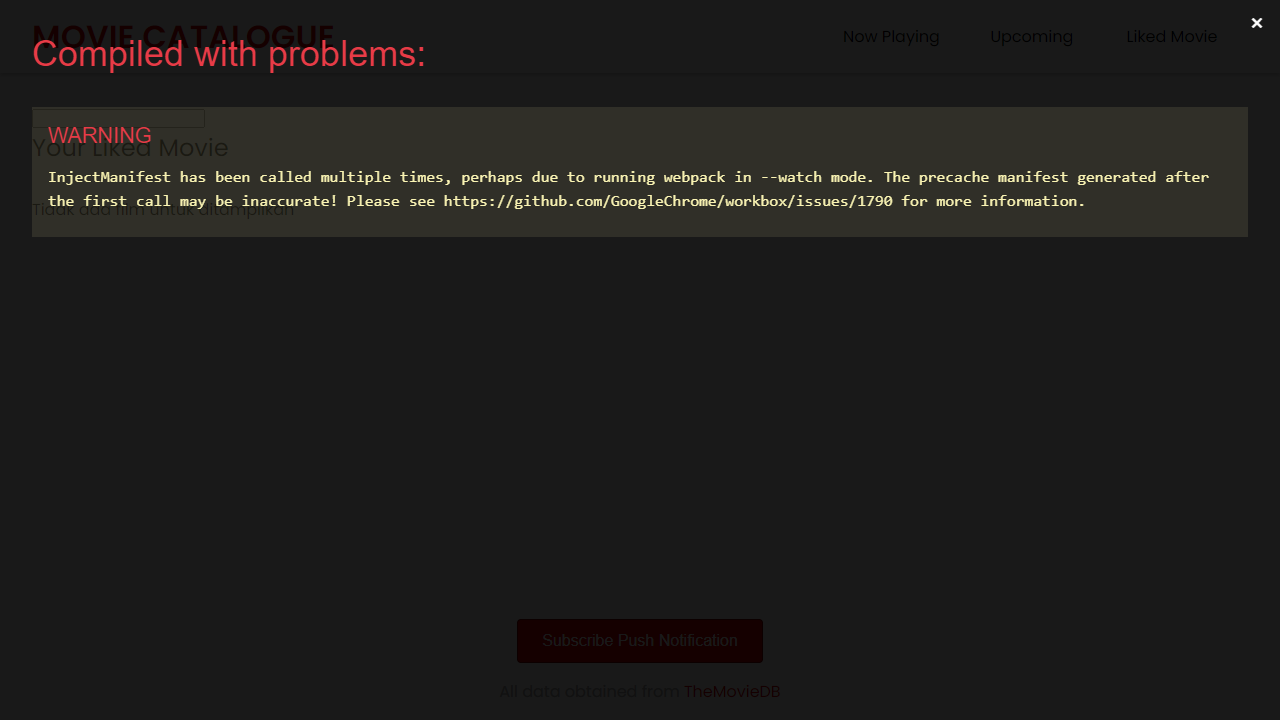 MOVIE CATALOGUE
Now Playing
Upcoming
Liked Movie
×
Compiled with problems:
WARNING
Your Liked Movie
InjectManifest has been called multiple times, perhaps due to running webpack in --watch mode. The precache manifest generated after
the first call may be inaccurate! Please see https://github.com/GoogleChrome/workbox/issues/1790 for more information.
Tidak ada film untuk ditampilkan
Subscribe Push Notification
All data obtained from TheMovieDB